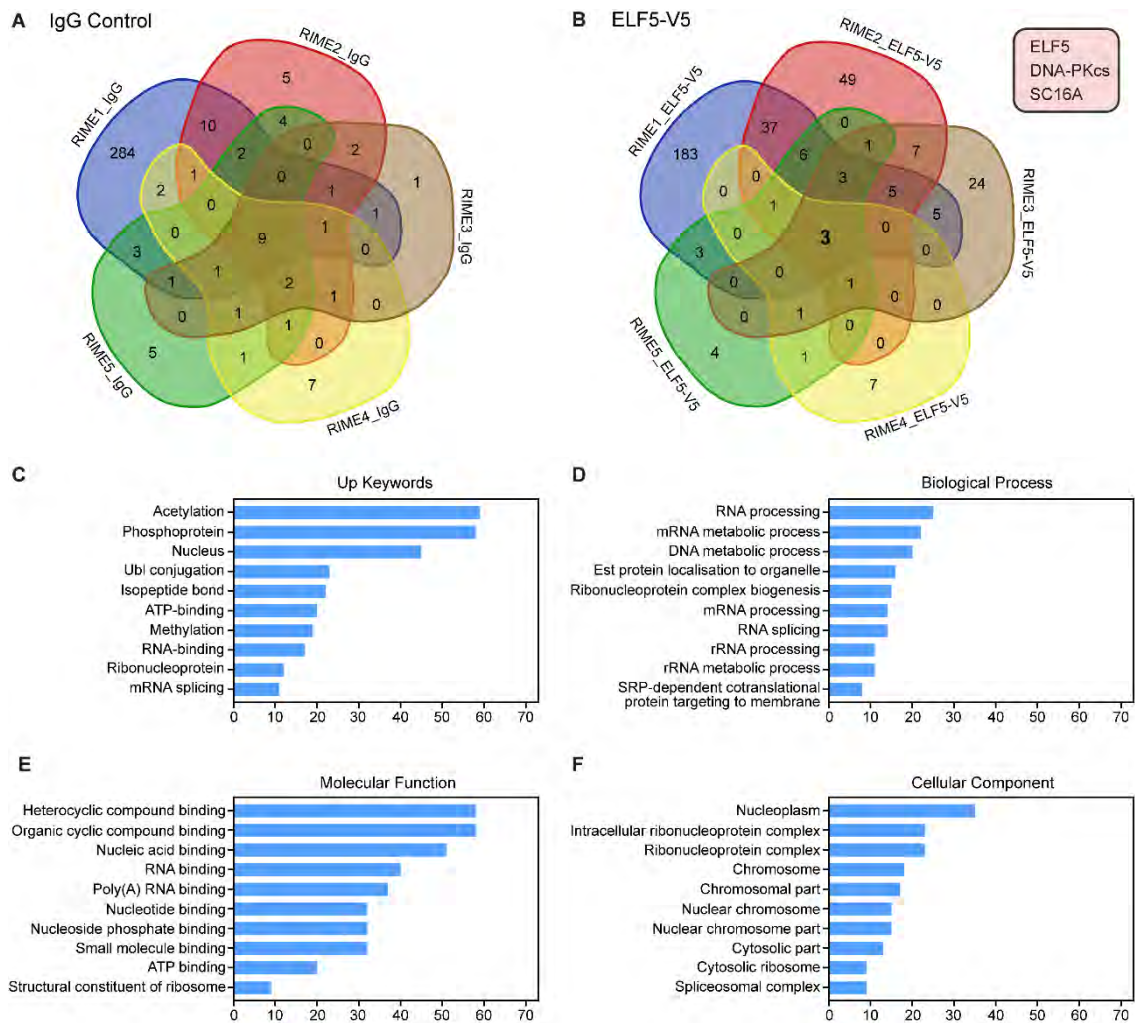 A IgG Control
RIME1_IgG
RIME2_IgG
RIME3_IgG
RIME4_IgG
RIME5_IgG
5
284
10
4
0
2
2
1
2
1
0
1
1
0
1
0
9
1
0
3
1
1
2
1
0
0
1
1
5
1
0
7
B ELF5-V5
RIME1_ELF5-V5
RIME2_ELF5-V5
RIME3_ELF5-V5
RIME4_ELF5-V5
RIME5_ELF5-V5
49
183
37
0
1
7
6
24
0
0
3
5
5
1
0
3
0
0
3
0
0
1
0
0
0
1
0
4
1
0
7
ELF5
DNA-PKcs
SC16A
C Up Keywords
Acetylation
Phosphoprotein
Nucleus
Ubl conjugation
Isopeptide bond
ATP-binding
Methylation
RNA-binding
Ribonucleoprotein
mRNA splicing
0 10 20 30 40 50 60 70
D Biological Process
RNA processing
mRNA metabolic process
DNA metabolic process
Est protein localisation to organelle
Ribonucleoprotein complex biogenesis
mRNA processing
RNA splicing
rRNA processing
rRNA metabolic process
SRP-dependent cotranslational
protein targeting to membrane
0 10 20 30 40 50 60 70
E Molecular Function
Heterocyclic compound binding
Organic cyclic compound binding
Nucleic acid binding
RNA binding
Poly(A) RNA binding
Nucleotide binding
Nucleoside phosphate binding
Small molecule binding
ATP binding
Structural constituent of ribosome
0 10 20 30 40 50 60 70
F Cellular Component
Nucleoplasm
Intracellular ribonucleoprotein complex
Ribonucleoprotein complex
Chromosome
Chromosomal part
Nuclear chromosome
Nuclear chromosome part
Cytosolic part
Cytosolic ribosome
Spliceosomal complex
0 10 20 30 40 50 60 70